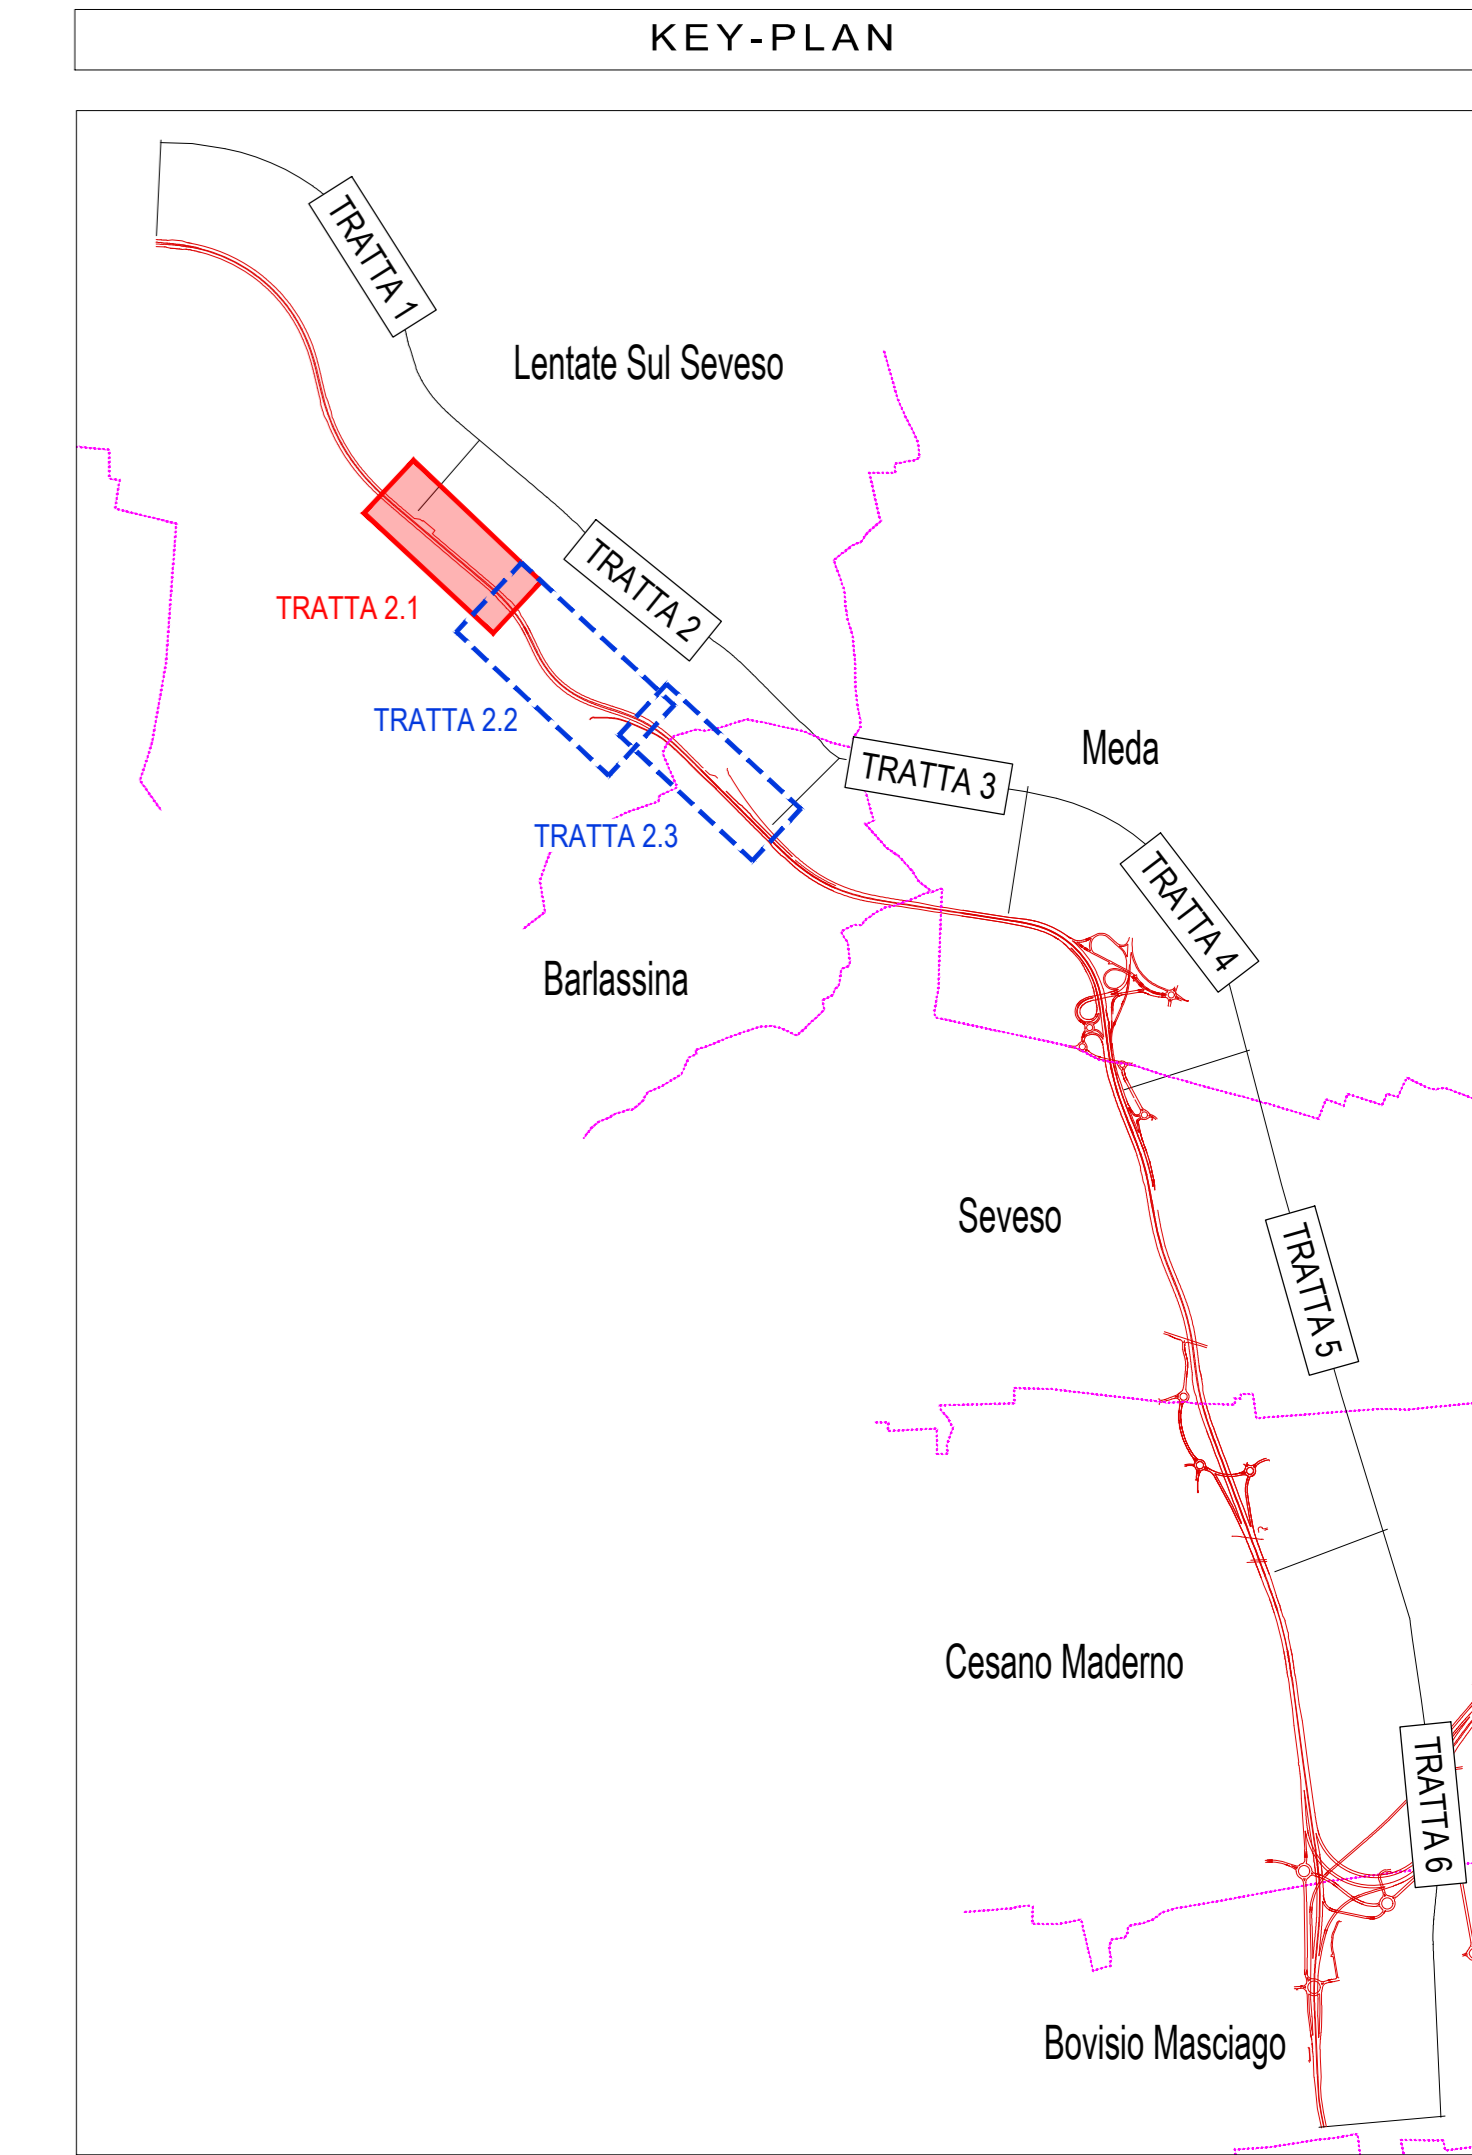 KEY-PLAN
TRATTA 1
Lentate Sul Seveso
TRATTA 2
TRATTA 2.1
TRATTA 2.2
TRATTA 3
Meda
TRATTA 2.3
TRATTA 4
Barlassina
Seveso
TRATTA 5
Cesano Maderno
TRATTA 6
Bovisio Masciago